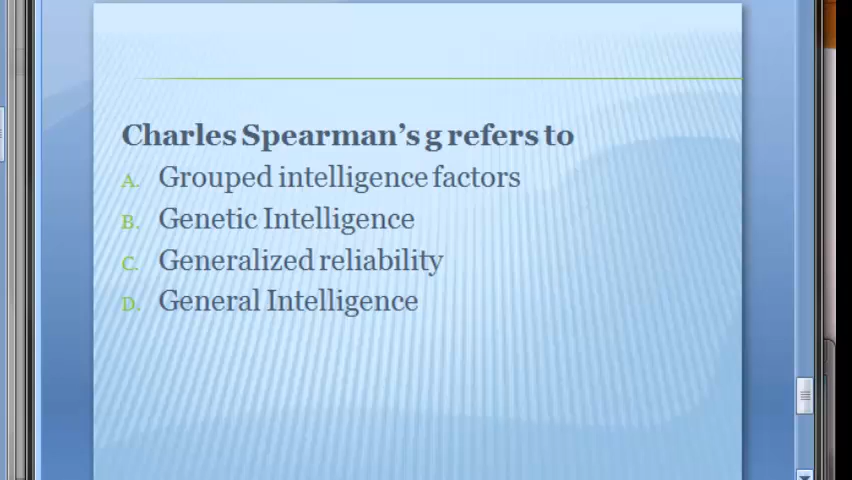 Charles Spearman's g refers to
A. Grouped intelligence factors
B. Genetic Intelligence
C. Generalized reliability
D. General Intelligence